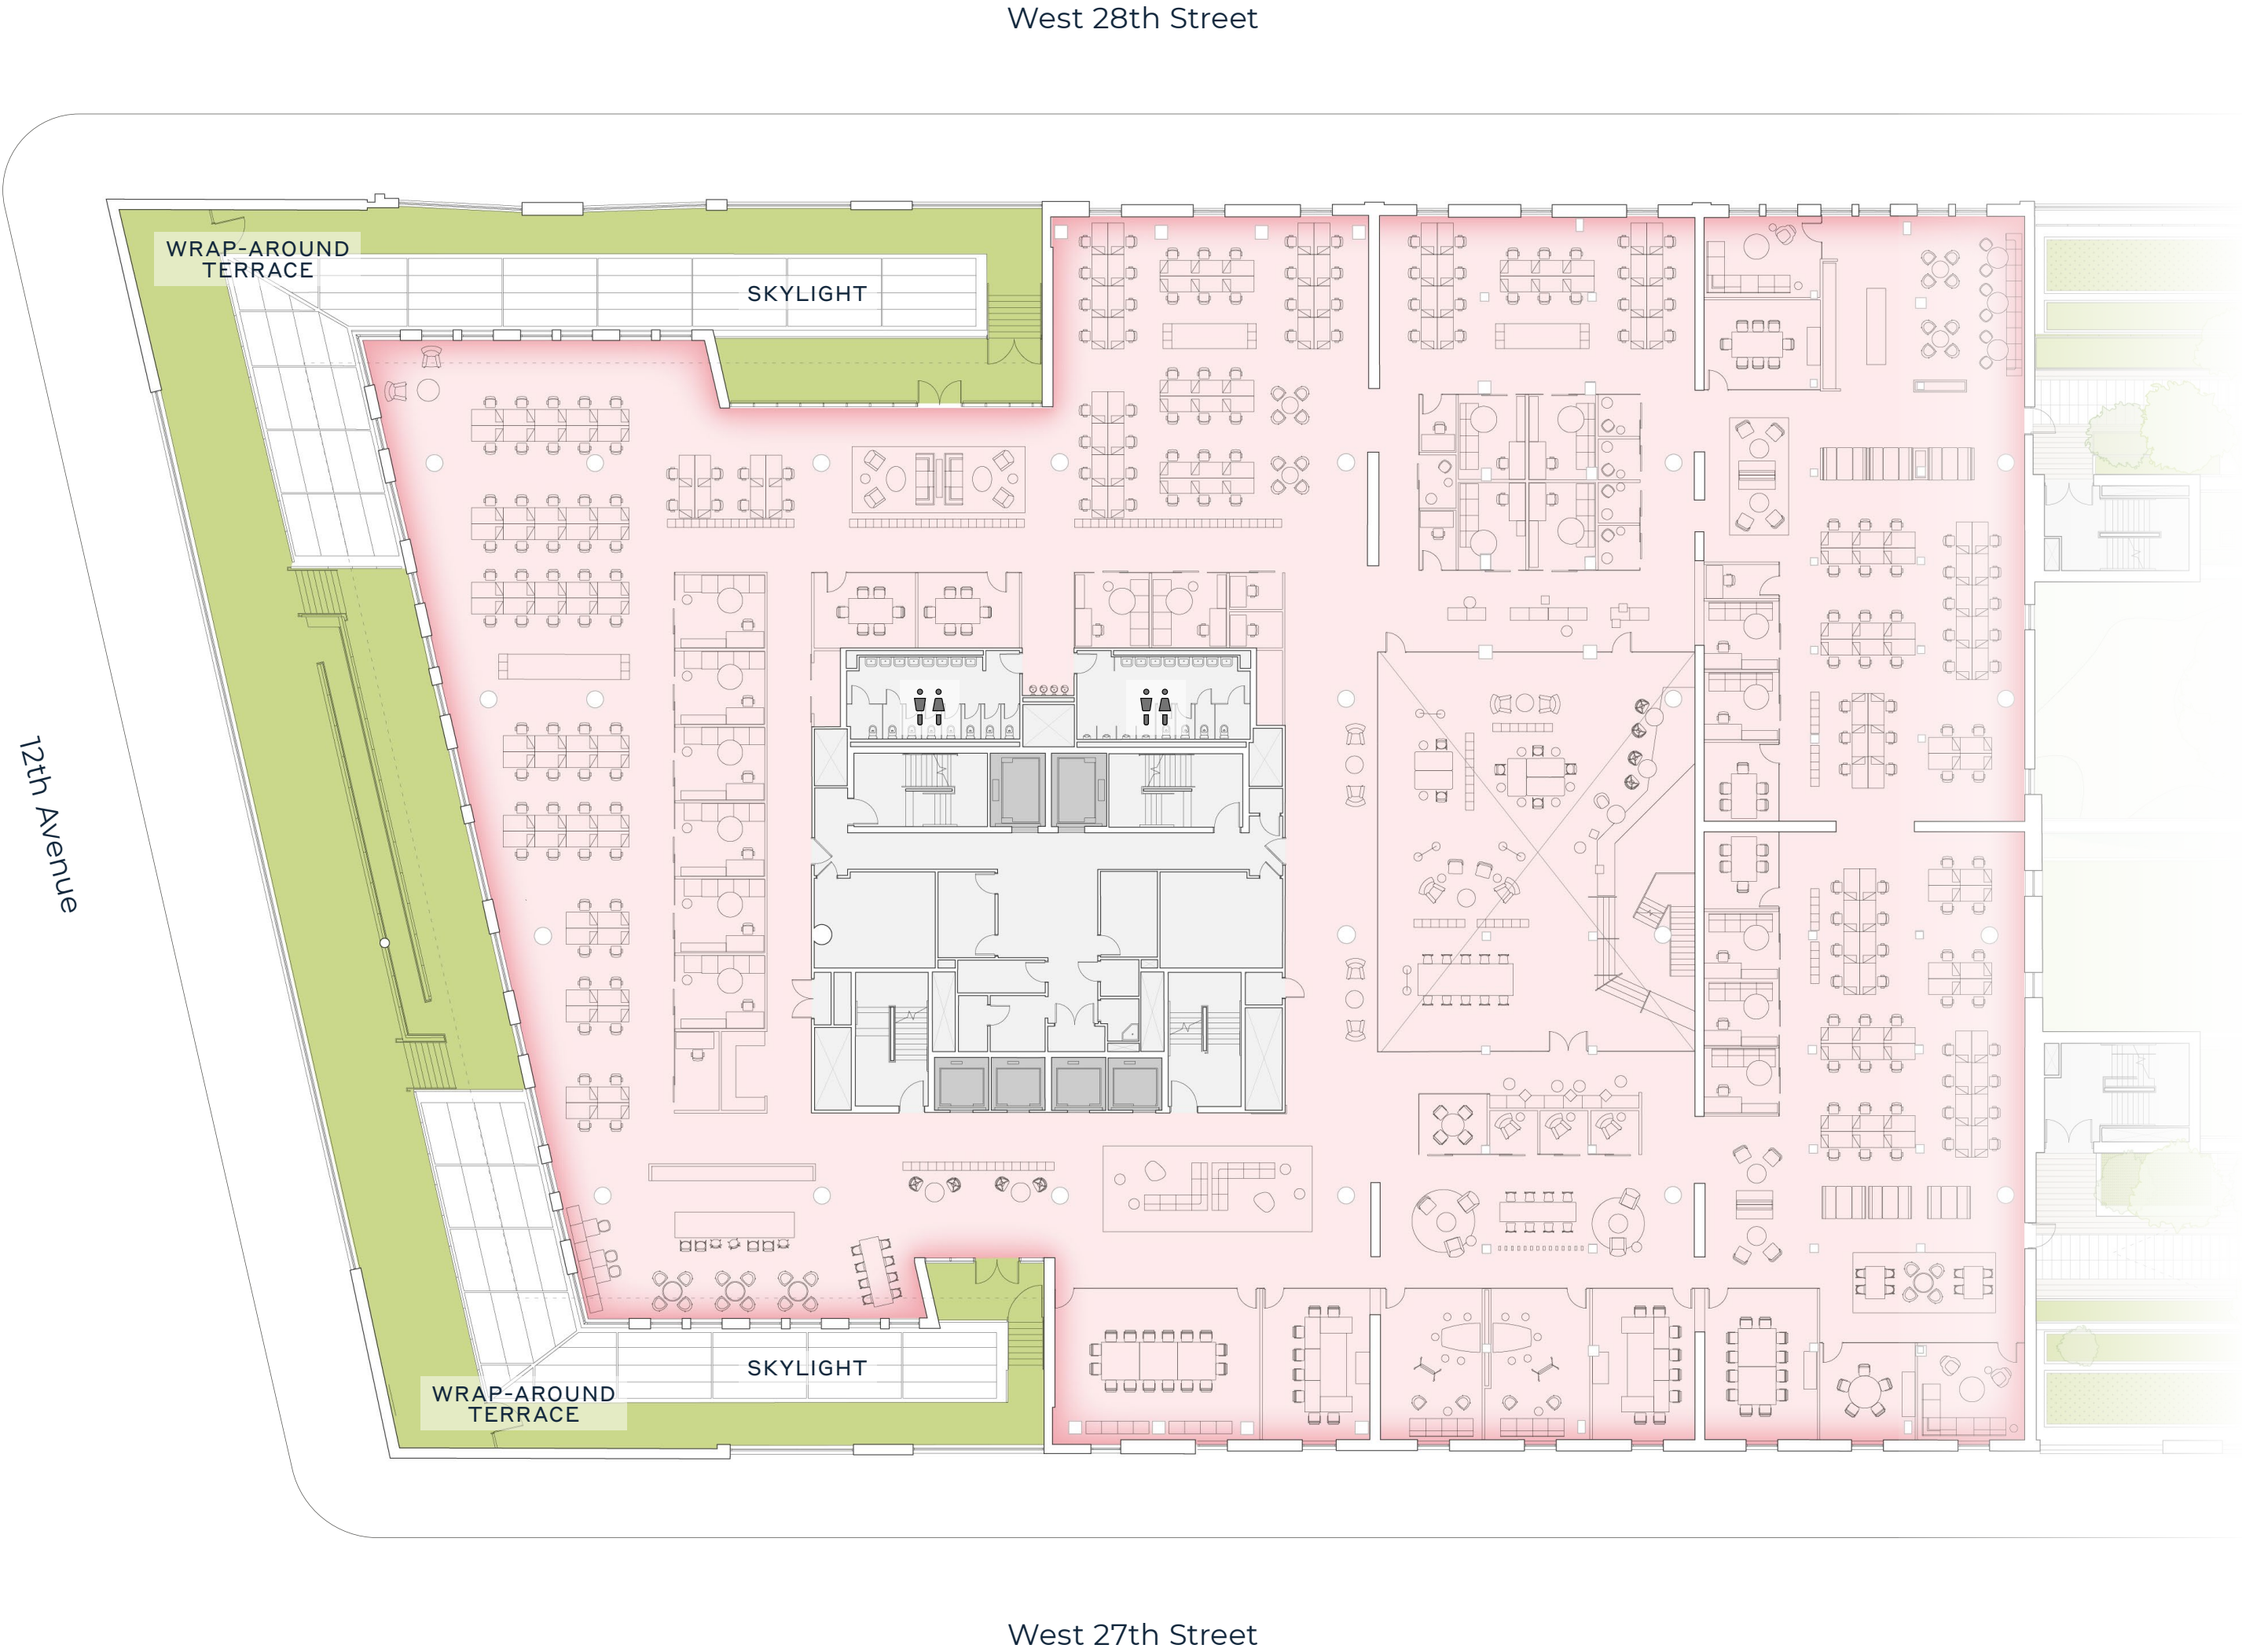 West 28th Street
WRAP-AROUND
TERRACE
SKYLIGHT
12th Avenue
SKYLIGHT
WRAP-AROUND
TERRACE
West 27th Street